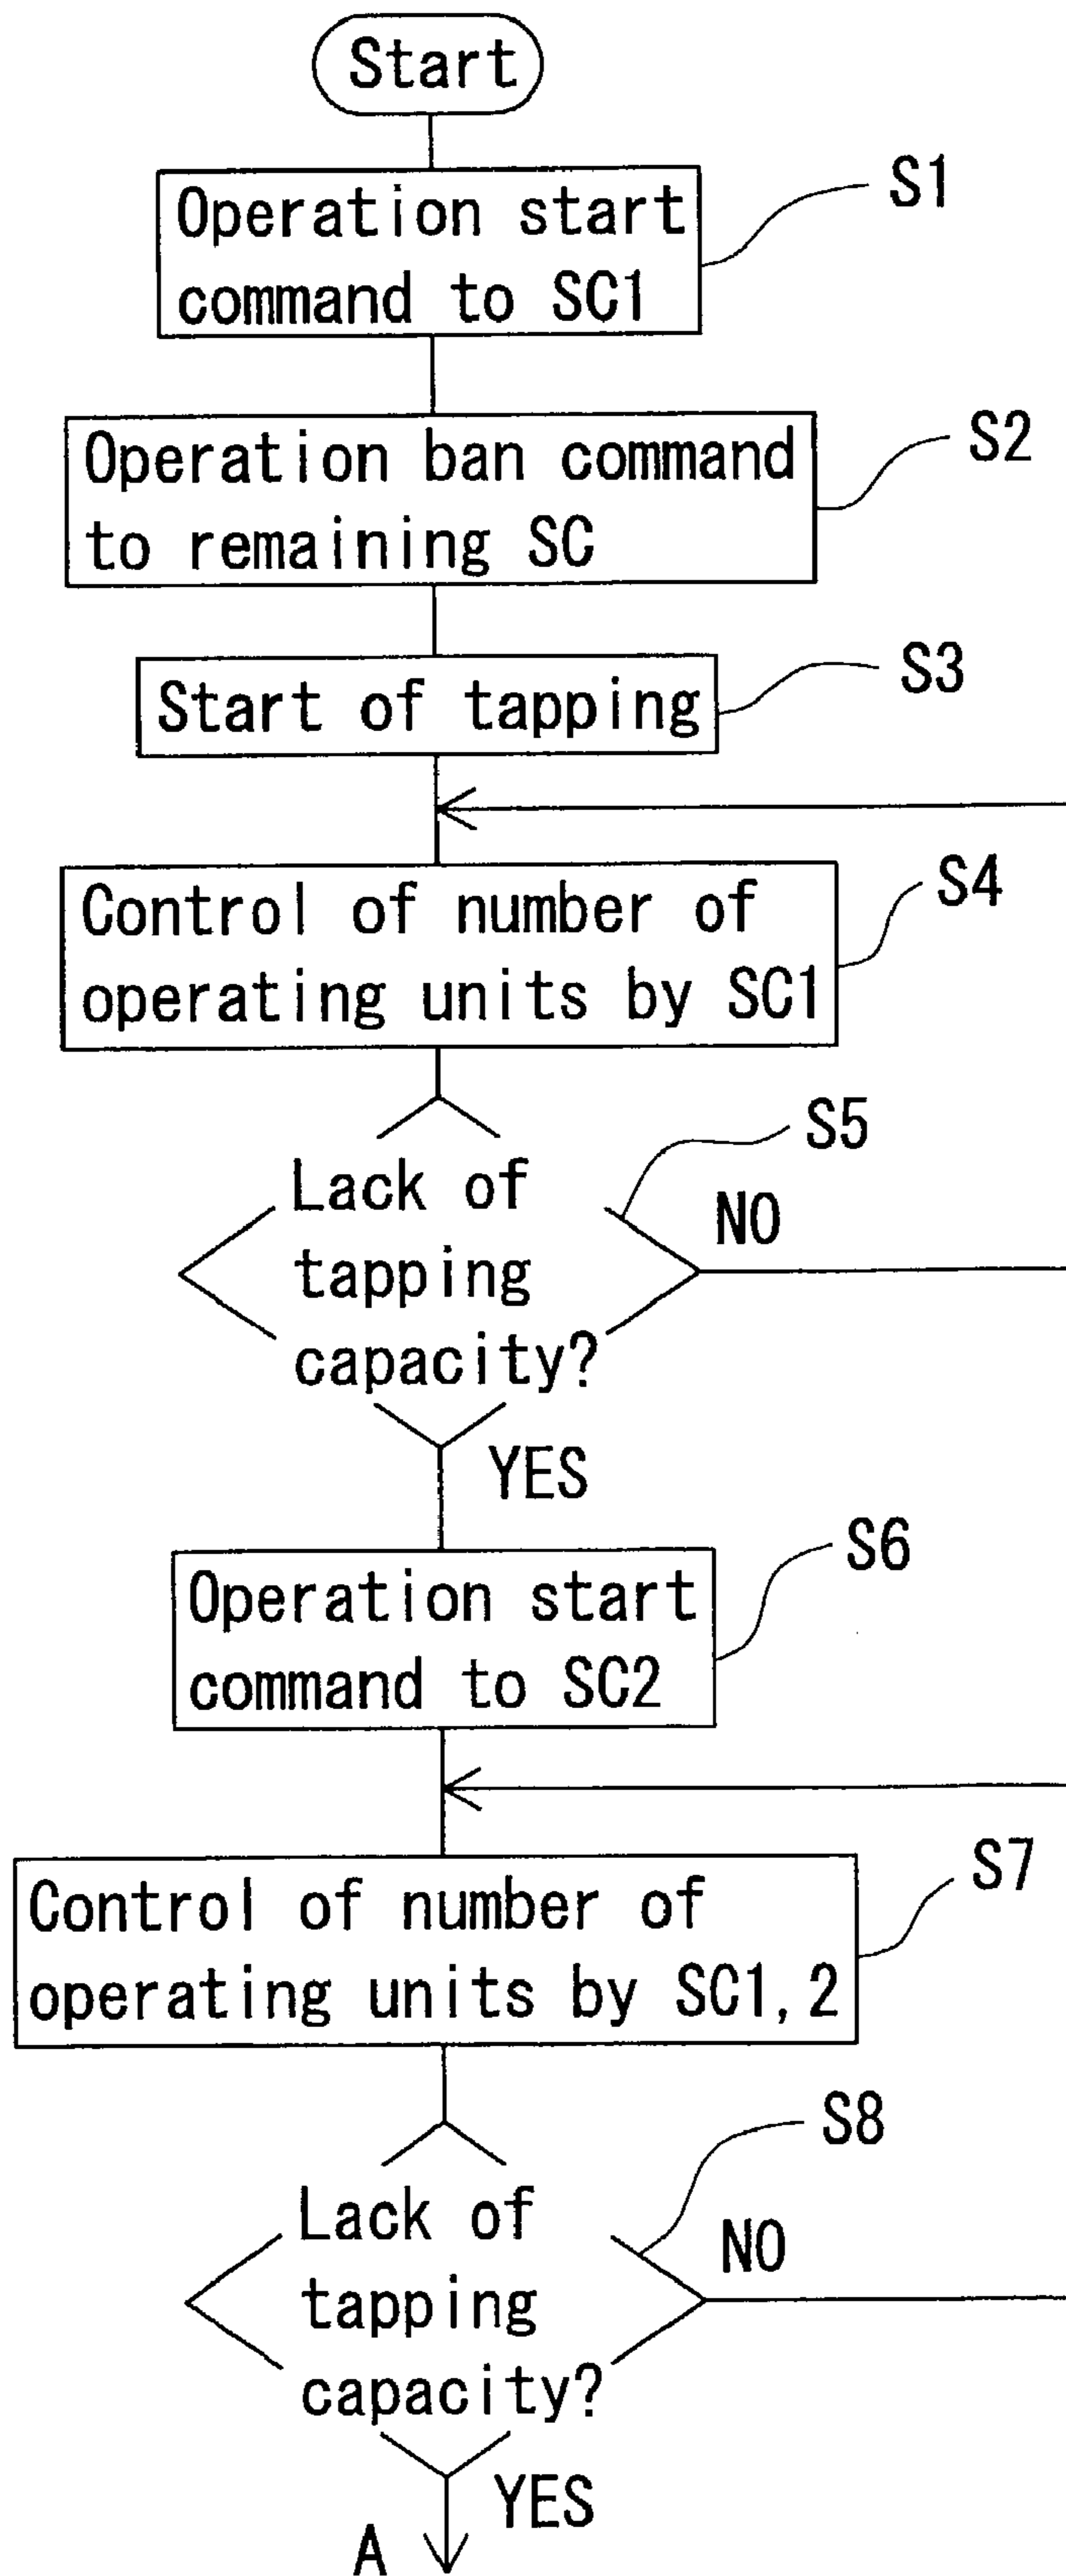 Start
S1
Operation start
command to SC1
S2
Operation ban command
to remaining SC
S3
Start of tapping
S4
Control of number of
operating units by SC1
S5
Lack of
tapping
capacity?
NO
YES
S6
Operation start
command to SC2
S7
Control of number of
operating units by SC1,2
S8
Lack of
tapping
capacity?
NO
YES
A